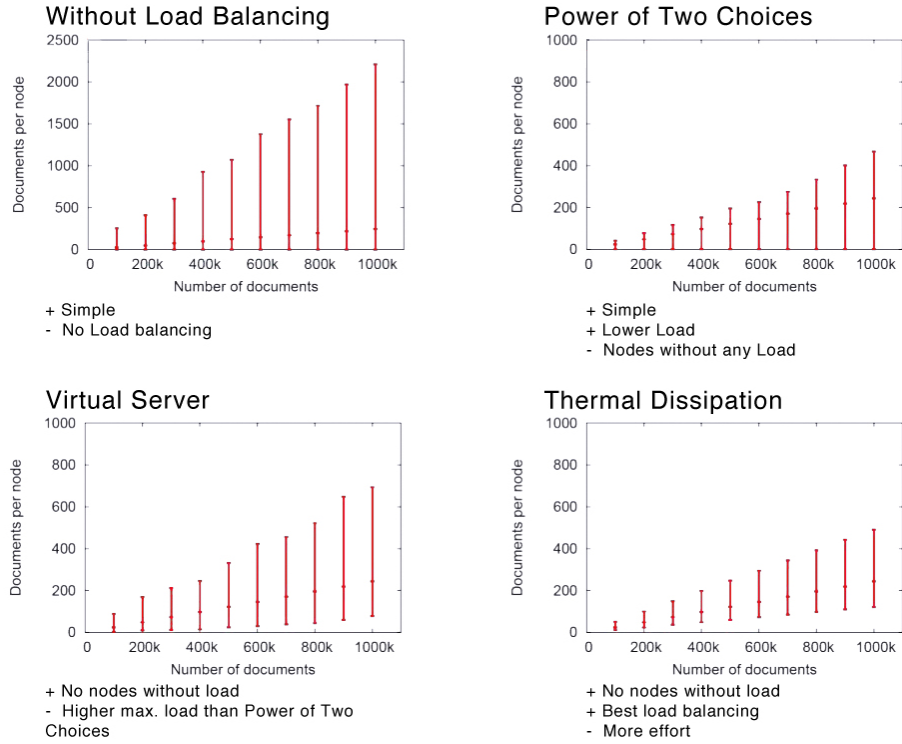 Without Load Balancing
2500
2000
1500
1000
500
0
Documents per node
0 200k 400k 600k 800k 1000k
Number of documents
+ Simple
- No Load balancing
Power of Two Choices
1000
800
600
400
200
0
Documents per node
0 200k 400k 600k 800k 1000k
Number of documents
+ Simple
+ Lower Load
- Nodes without any Load
Virtual Server
1000
800
600
400
200
0
Documents per node
0 200k 400k 600k 800k 1000k
Number of documents
+ No nodes without load
- Higher max. load than Power of Two
Choices
Thermal Dissipation
1000
800
600
400
200
0
Documents per node
0 200k 400k 600k 800k 1000k
Number of documents
+ No nodes without load
+ Best load balancing
- More effort